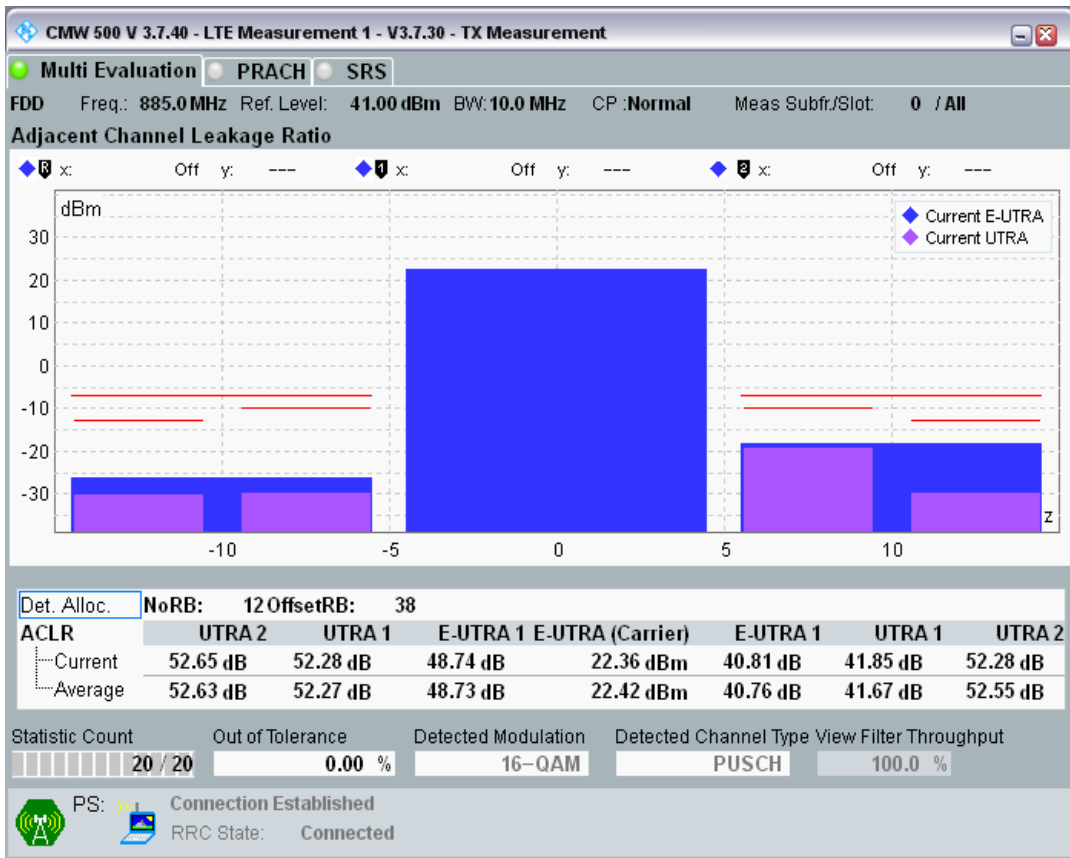 CMW 500 V 3.7.40 - LTE Measurement 1 - V3.7.30 - TX Measurement
Multi Evaluation PRACH SRS
FDD Freq.: 885.0 MHz Ref. Level: 41.00 dBm BW: 10.0 MHz CP :Normal Meas Subfr./Slot: 0 / All
Adjacent Channel Leakage Ratio
R x: Off y: --- 1 x: Off y: --- 2 x: Off y: ---
dBm
Current E-UTRA
Current UTRA
30
20
10
0
-10
-20
-30
z
-10 -5 0 5 10
Det. Alloc. NoRB: 12 OffsetRB: 38
ACLR UTRA 2 UTRA 1 E-UTRA 1 E-UTRA (Carrier) E-UTRA 1 UTRA 1 UTRA 2
Current 52.65 dB 52.28 dB 48.74 dB 22.36 dBm 40.81 dB 41.85 dB 52.28 dB
Average 52.63 dB 52.27 dB 48.73 dB 22.42 dBm 40.76 dB 41.67 dB 52.55 dB
Statistic Count Out of Tolerance Detected Modulation Detected Channel Type View Filter Throughput
20 / 20 0.00 % 16-QAM PUSCH 100.0 %
PS: Connection Established
RRC State: Connected